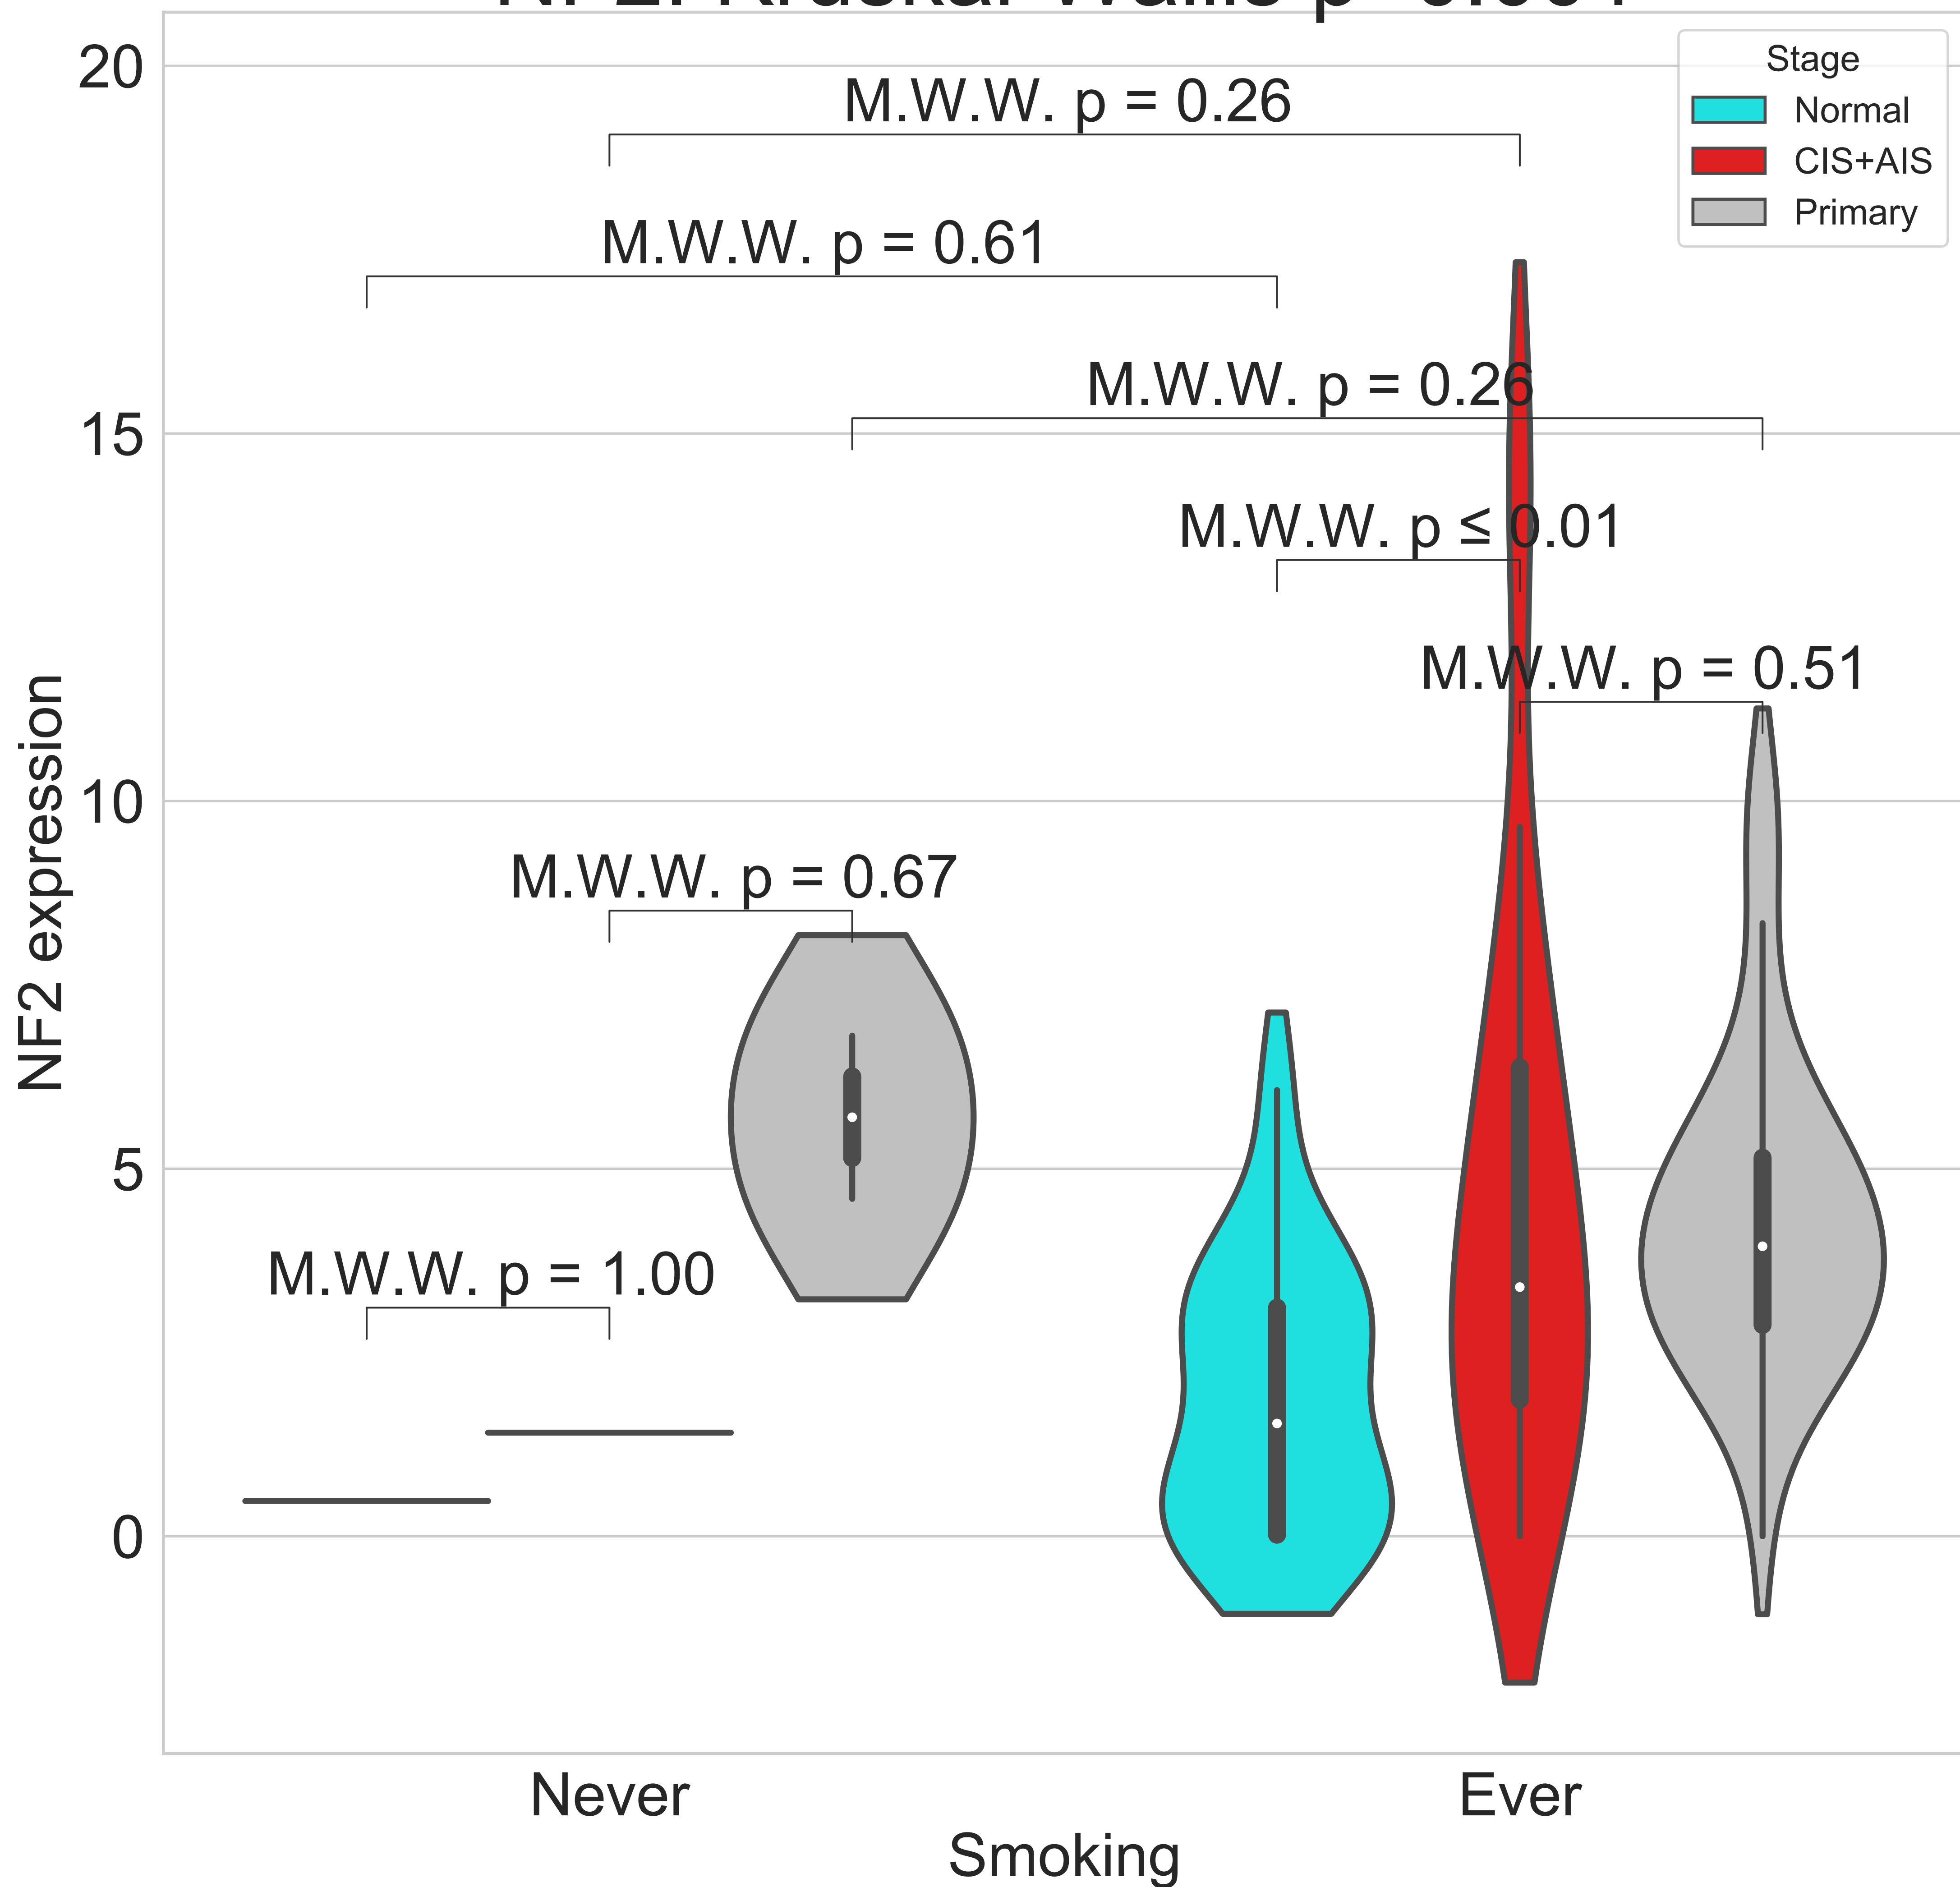 20
15
10
5
0
NF2 expression
M.W.W. p = 0.26
M.W.W. p = 0.61
M.W.W. p = 0.26
M.W.W. p ≤ 0.01
M.W.W. p = 0.51
M.W.W. p = 0.67
M.W.W. p = 1.00
Stage
Normal
CIS+AIS
Primary
Never
Ever
Smoking